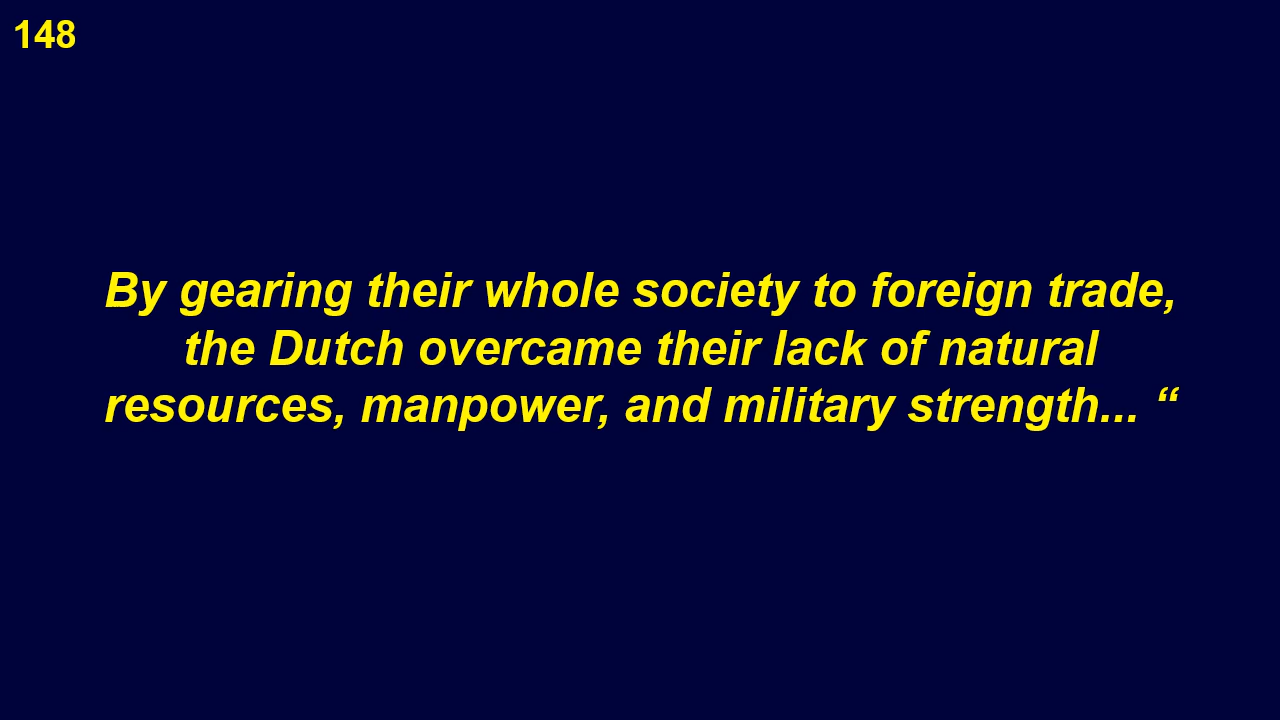 148
By gearing their whole society to foreign trade,
the Dutch overcame their lack of natural
resources, manpower, and military strength... “